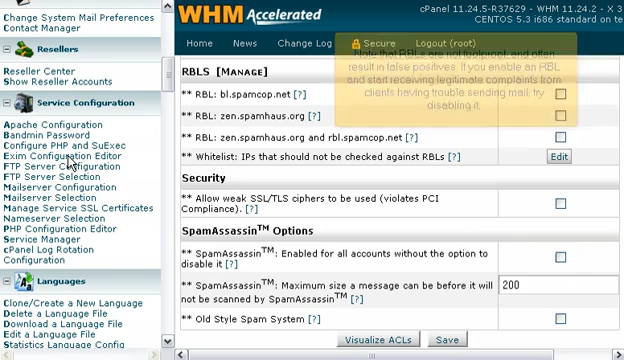 Change System Mail Preferences
Contact Manager
Resellers
Reseller Center
Show Reseller Accounts
Service Configuration
Apache Configuration
Bandmin Password
Configure PHP and SuExec
Exim Configuration Editor
FTP Server Configuration
FTP Server Selection
Mailserver Configuration
Mailserver Selection
Manage Service SSL Certificates
Nameserver Selection
PHP Configuration Editor
Service Manager
cPanel Log Rotation
Configuration
Languages
Clone/Create a New Language
Delete a Language File
Download a Language File
Edit a Language File
Statistics Language Config
WHM Accelerated
cPanel 11.24.5-R37629 - WHM 11.24.2 - X 3
CENTOS 5.3 i686 standard on te
Home News Change Log Secure Logout (root)
Note that RBLs are not foolproof, and often
result in false positives. If you enable an RBL
and start receiving legitimate complaints from
clients having trouble sending mail, try
disabling it.
RBLS [MANAGE]
** RBL: bl.spamcop.net [?]
** RBL: zen.spamhaus.org [?]
** RBL: zen.spamhaus.org and rbl.spamcop.net [?]
** Whitelist: IPs that should not be checked against RBLs [?] Edit
Security
** Allow weak SSL/TLS ciphers to be used (violates PCI
Compliance). [?]
SpamAssassin™ Options
** SpamAssassin™: Enabled for all accounts without the option to
disable it [?]
** SpamAssassin™: Maximum size a message can be before it will
not be scanned by SpamAssassin™ [?] 200
** Old Style Spam System [?]
Visualize ACLs Save